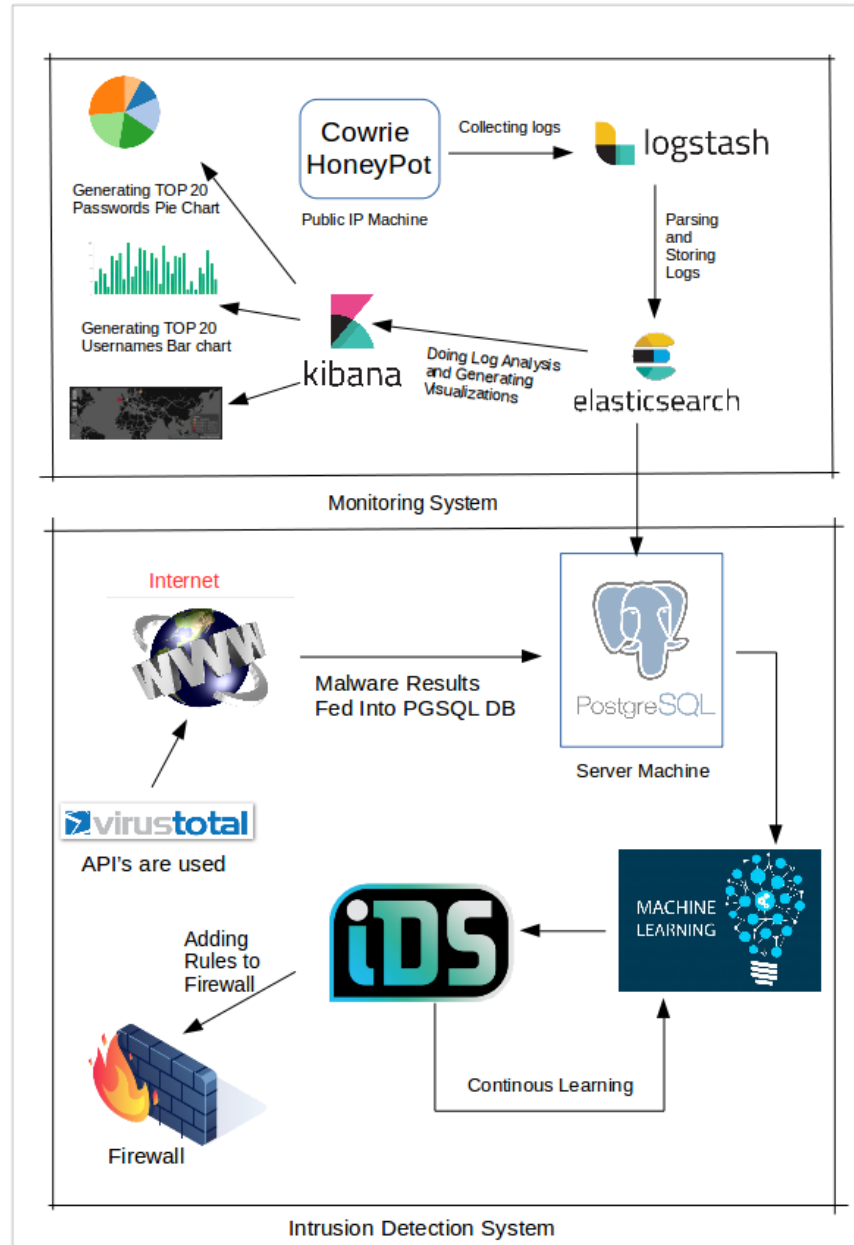 Cowrie
HoneyPot
Public IP Machine
Collecting logs
logstash
Parsing
and
Storing
Logs
elasticsearch
Doing Log Analysis
and Generating
Visualizations
kibana
Generating TOP 20
Passwords Pie Chart
Generating TOP 20
Usernames Bar chart
Monitoring System
Internet
WWW
Malware Results
Fed Into PGSQL DB
PostgreSQL
Server Machine
virustotal
API's are used
MACHINE
LEARNING
iDS
Adding
Rules to
Firewall
Continous Learning
Firewall
Intrusion Detection System